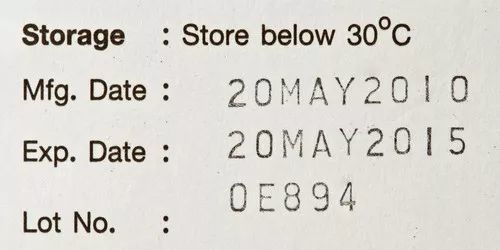 Storage : Store below 30°C
Mfg. Date : 20MAY2010
Exp. Date : 20MAY2015
Lot No. : 0E894